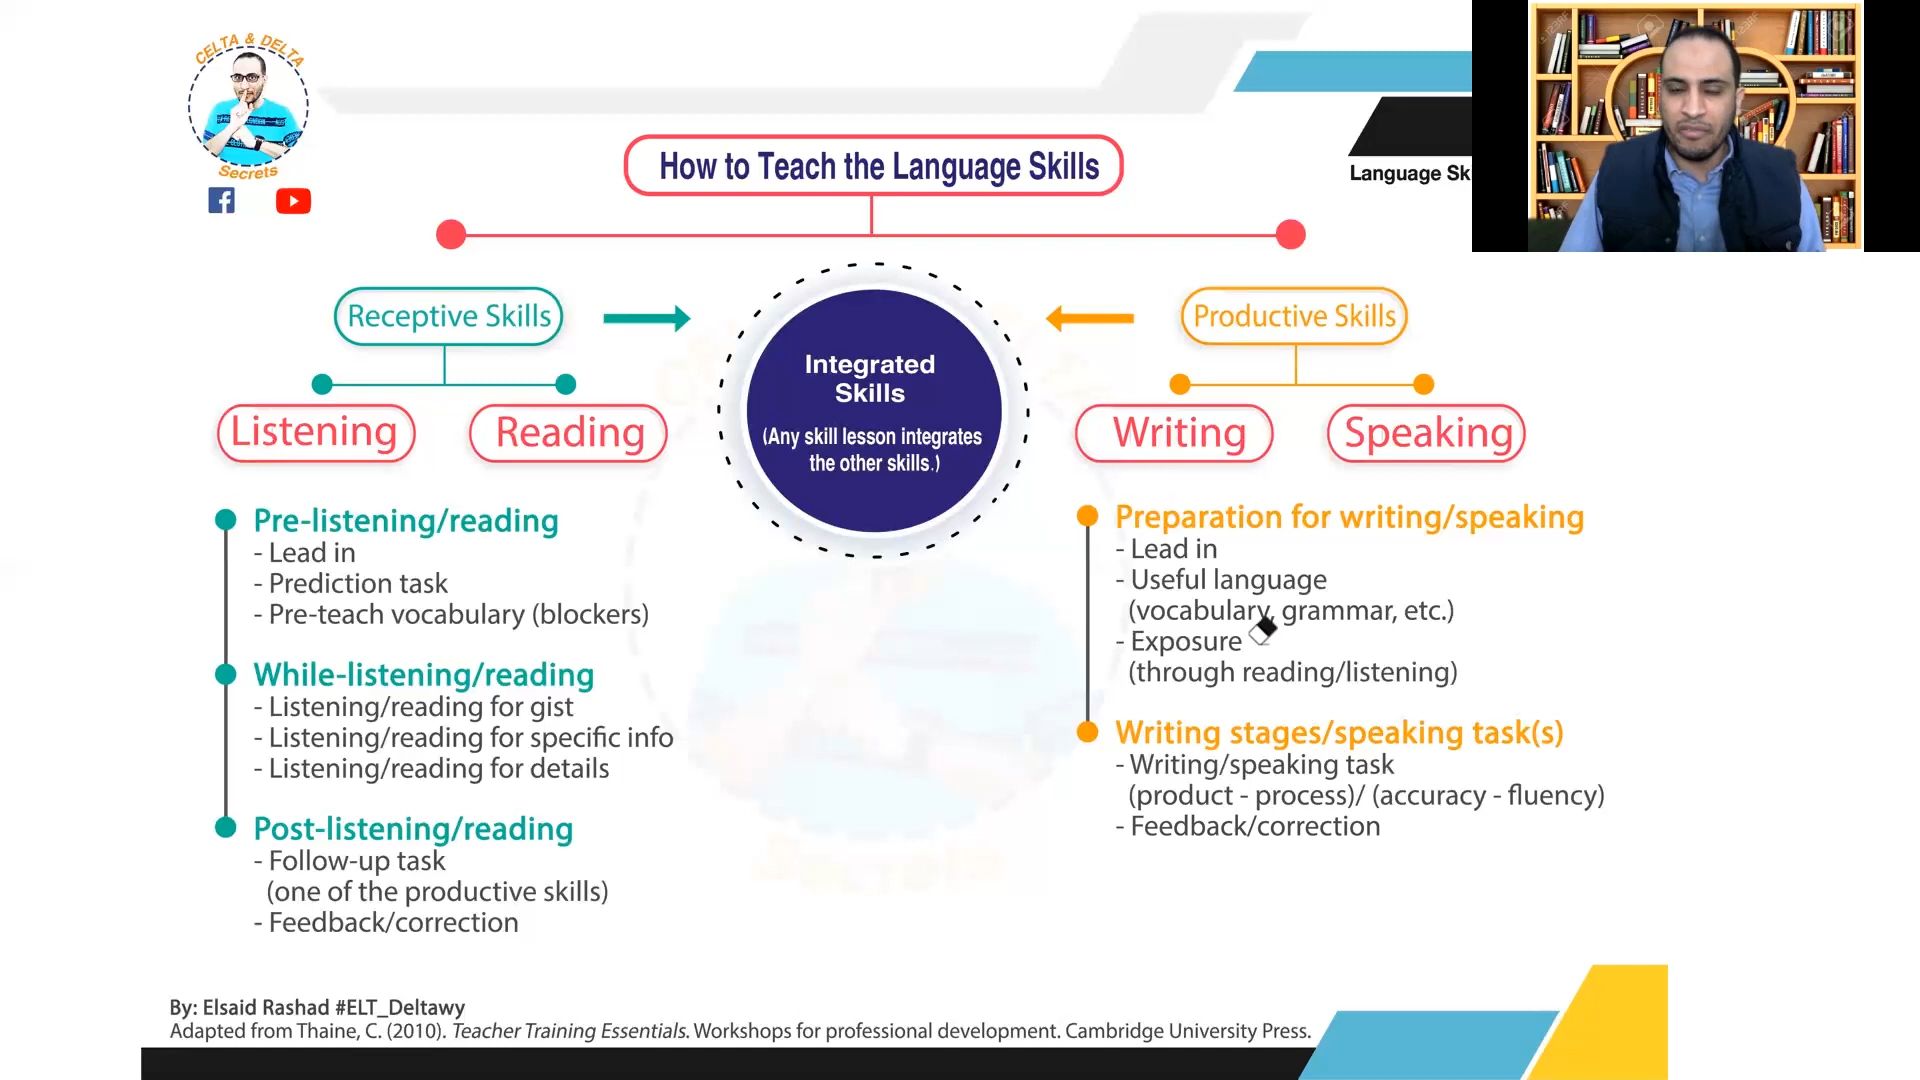 CELTA & DELTA
Secrets
How to Teach the Language Skills
Language Sk
Receptive Skills
Productive Skills
Integrated
Skills
(Any skill lesson integrates
the other skills.)
Listening
Reading
Writing
Speaking
Pre-listening/reading
- Lead in
- Prediction task
- Pre-teach vocabulary (blockers)
While-listening/reading
- Listening/reading for gist
- Listening/reading for specific info
- Listening/reading for details
Post-listening/reading
- Follow-up task
(one of the productive skills)
- Feedback/correction
Preparation for writing/speaking
- Lead in
- Useful language
(vocabulary, grammar, etc.)
- Exposure
(through reading/listening)
Writing stages/speaking task(s)
- Writing/speaking task
(product - process)/ (accuracy - fluency)
- Feedback/correction
Secrets
By: Elsaid Rashad #ELT_Deltawy
Adapted from Thaine, C. (2010). Teacher Training Essentials. Workshops for professional development. Cambridge University Press.